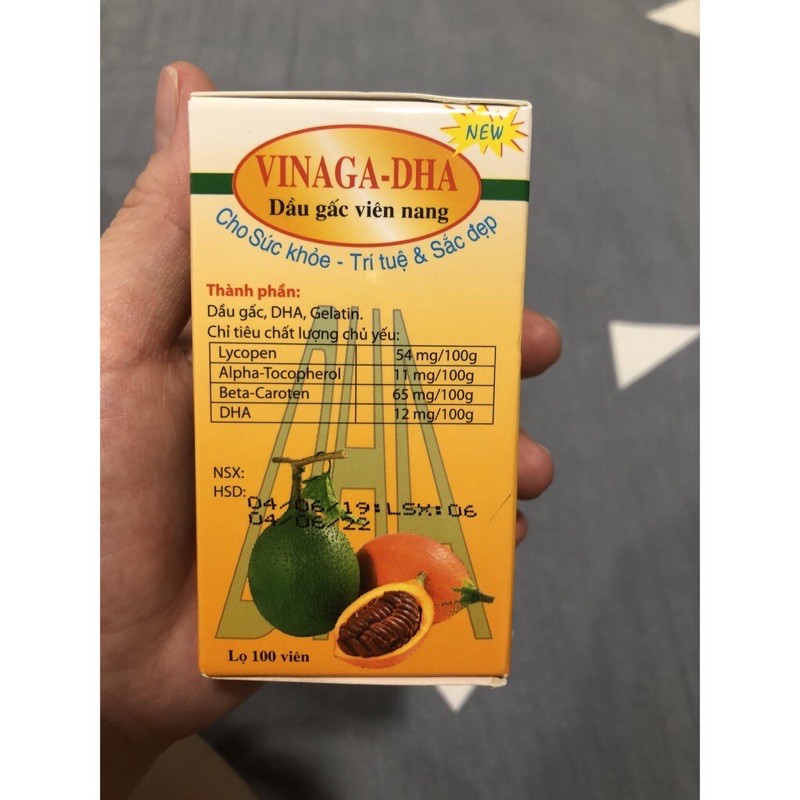 NEW
VINAGA-DHA
Dầu gấc viên nang
Cho Sức khỏe - Trí tuệ & Sắc đẹp
Thành phần:
Dầu gấc, DHA, Gelatin.
Chỉ tiêu chất lượng chủ yếu:
Lycopen 54 mg/100g
Alpha-Tocopherol 11 mg/100g
Beta-Caroten 65 mg/100g
DHA 12 mg/100g
DHA
NSX:
HSD:
04/06/19:LSX:06
04/06/22
Lọ 100 viên